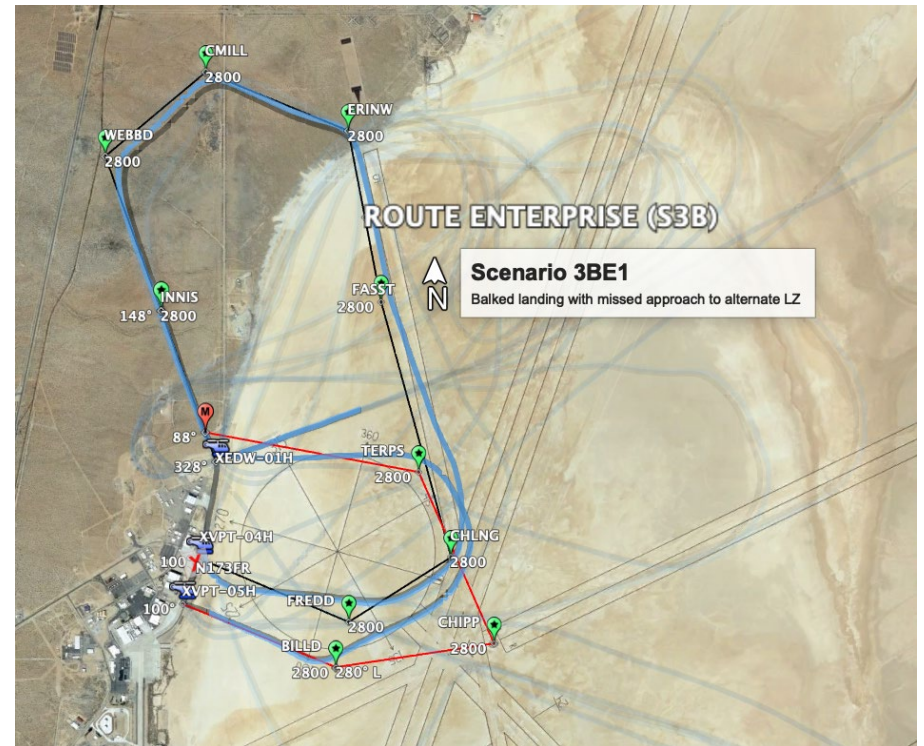 CMILL
2800
ERINW
2800
WEBBD
2800
ROUTE ENTERPRISE (S3B)
Scenario 3BE1
Balked landing with missed approach to alternate LZ
N
FASST
2800
INNIS
148° 2800
M
88°
XEDW-01H
328°
360
TERPS
2800
XVPT-04H
100
N173FR
CHLNG
2800
XVPT-05H
100°
FREDD
2800
CHIPP
2800
BILLD
2800 280° L